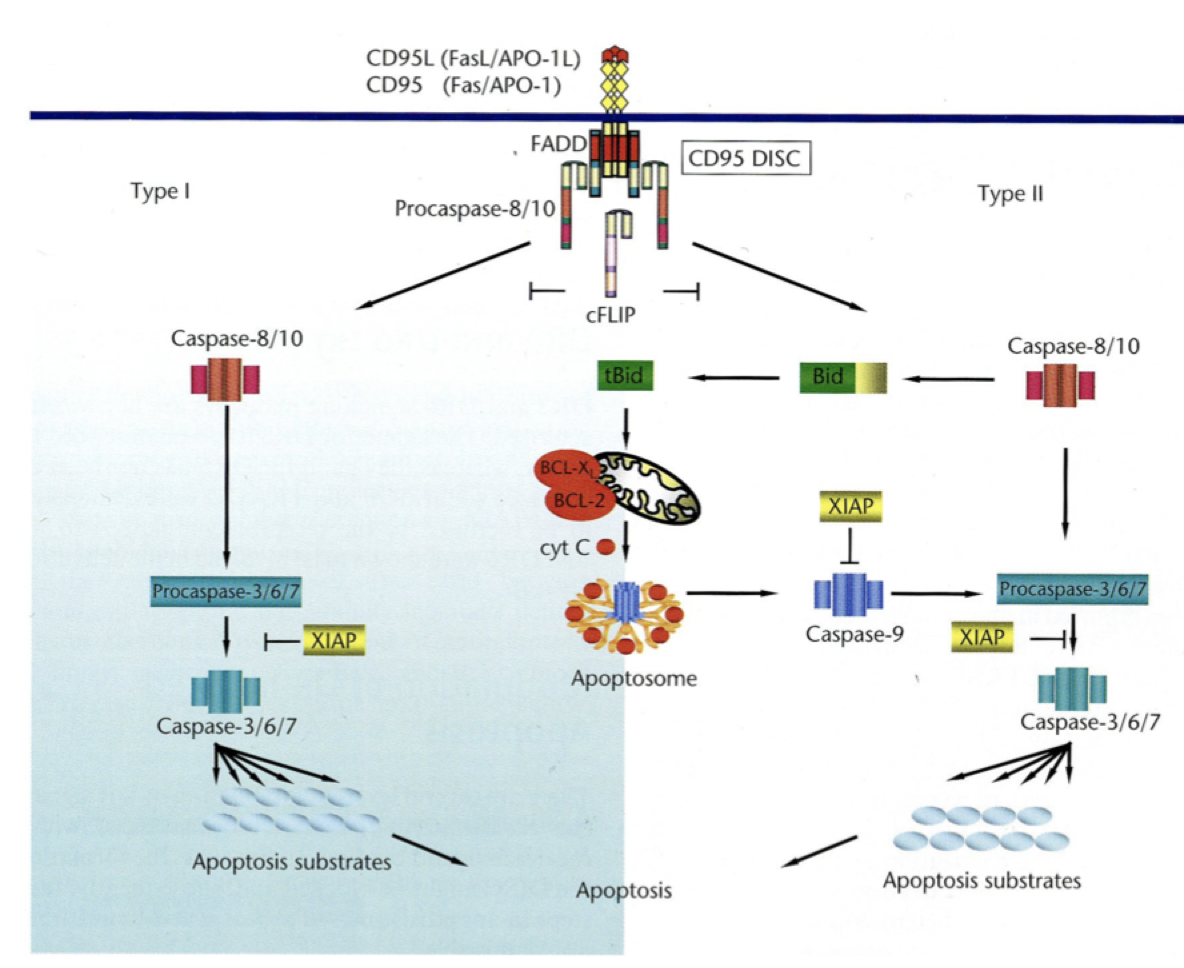 CD95L (FasL/APO-1L)
CD95 (Fas/APO-1)
FADD
CD95 DISC
Type I
Type II
Procaspase-8/10
cFLIP
Caspase-8/10
Caspase-8/10
tBid
Bid
BCL-XL
BCL-2
XIAP
cyt C
Procaspase-3/6/7
Procaspase-3/6/7
XIAP
Caspase-9
XIAP
Apoptosome
Caspase-3/6/7
Caspase-3/6/7
Apoptosis substrates
Apoptosis
Apoptosis substrates